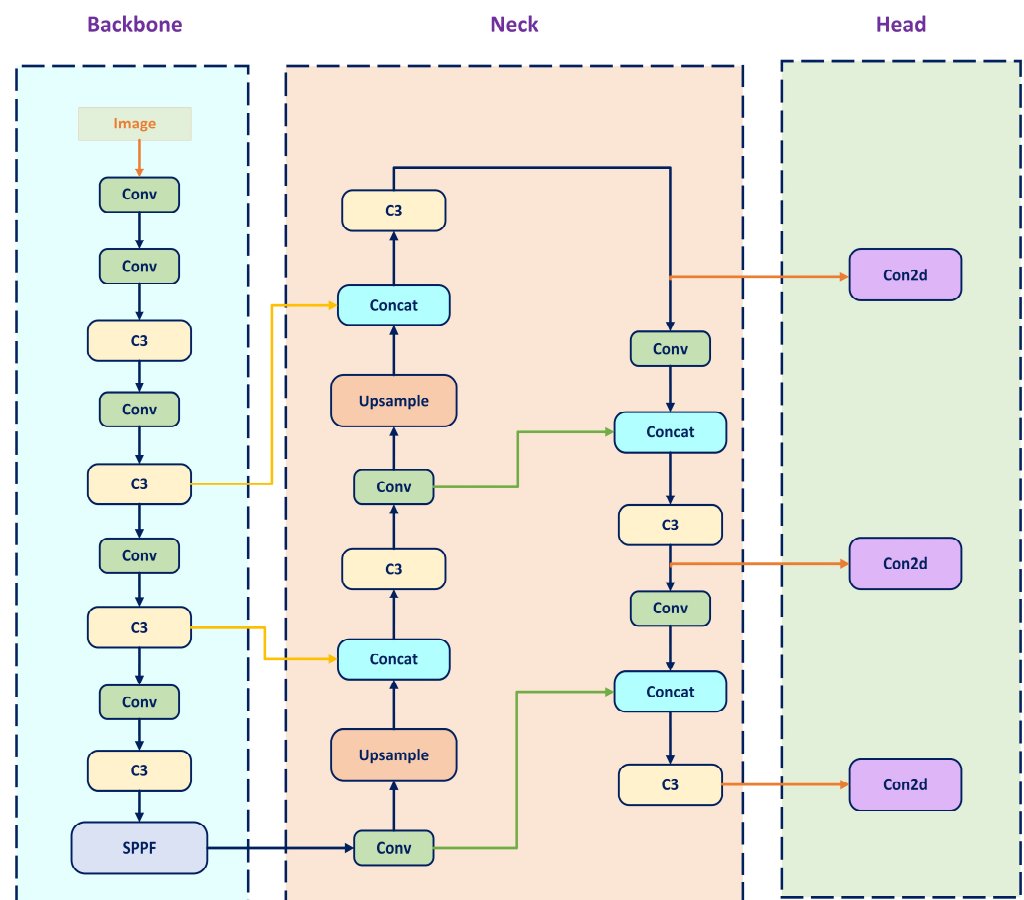 Backbone
Neck
Head
Image
Conv
Conv
C3
Conv
C3
Conv
C3
Conv
C3
SPPF
C3
Concat
Upsample
Conv
C3
Concat
Upsample
Conv
Conv
Concat
C3
Conv
Concat
C3
Con2d
Con2d
Con2d